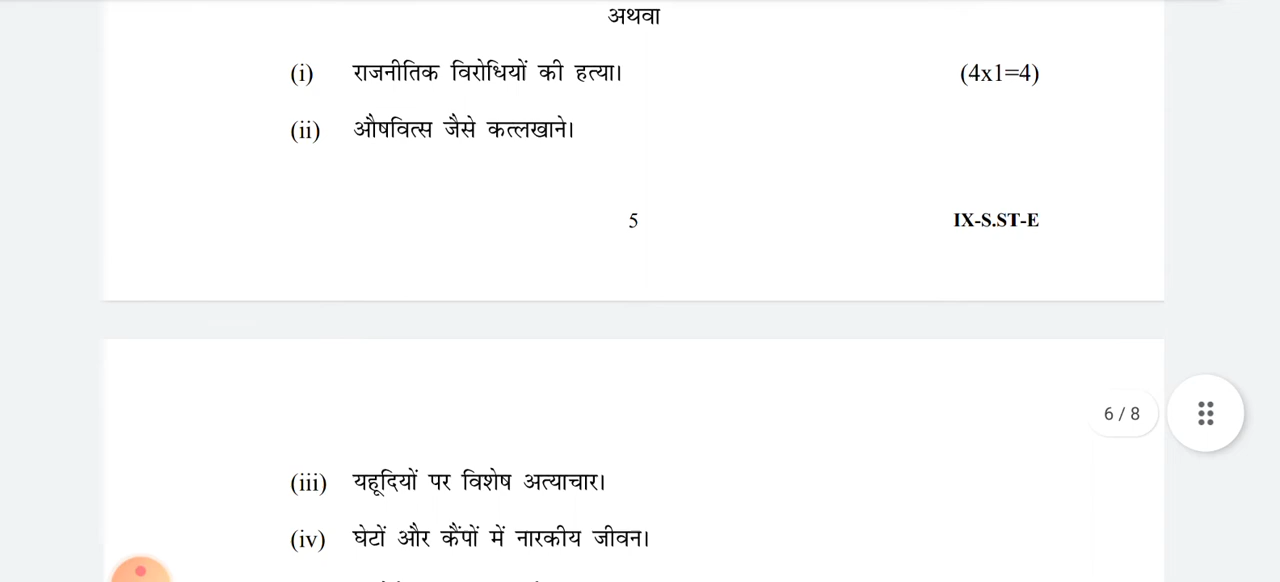 अथवा
(i) राजनीतिक विरोधियों की हत्या। (4x1=4)
(ii) औषवित्स जैसे कत्लखाने।
5 IX-S.ST-E
6 / 8
(iii) यहूदियों पर विशेष अत्याचार।
(iv) घेटों और कैंपों में नारकीय जीवन।